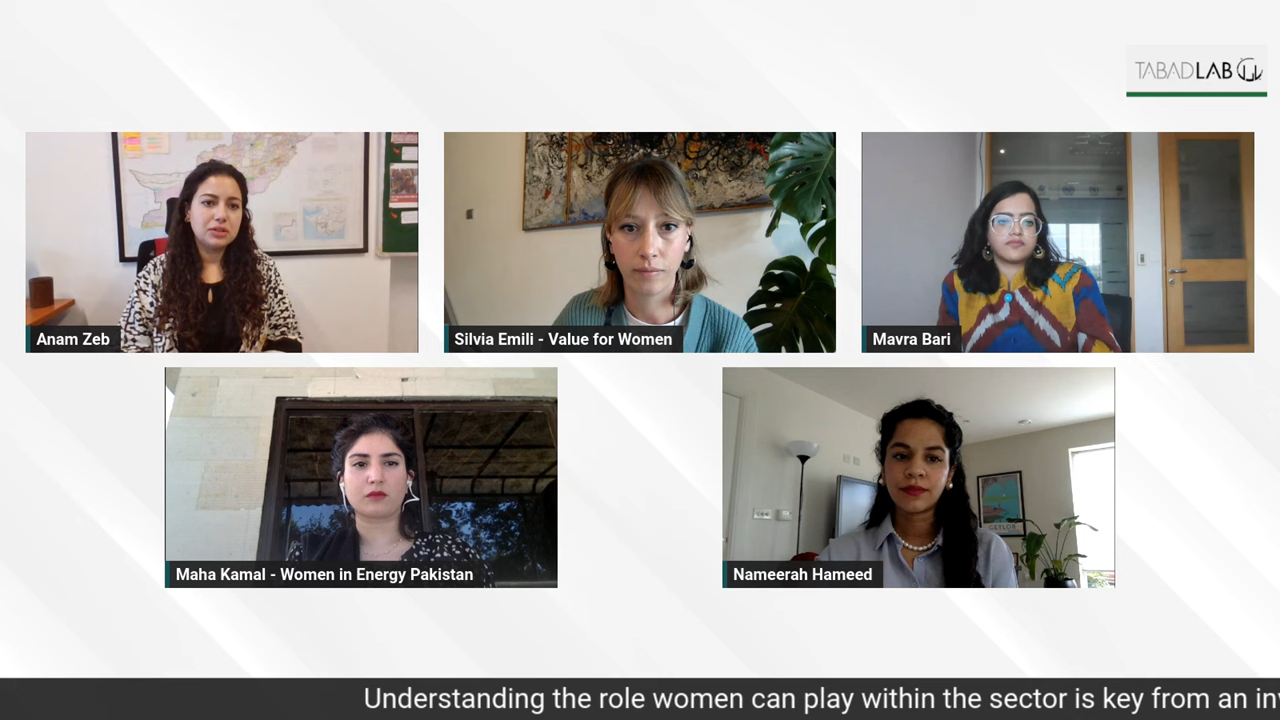 TABADLAB
Anam Zeb
Silvia Emili - Value for Women
Mavra Bari
CEYLON
Maha Kamal - Women in Energy Pakistan
Nameerah Hameed
Understanding the role women can play within the sector is key from an